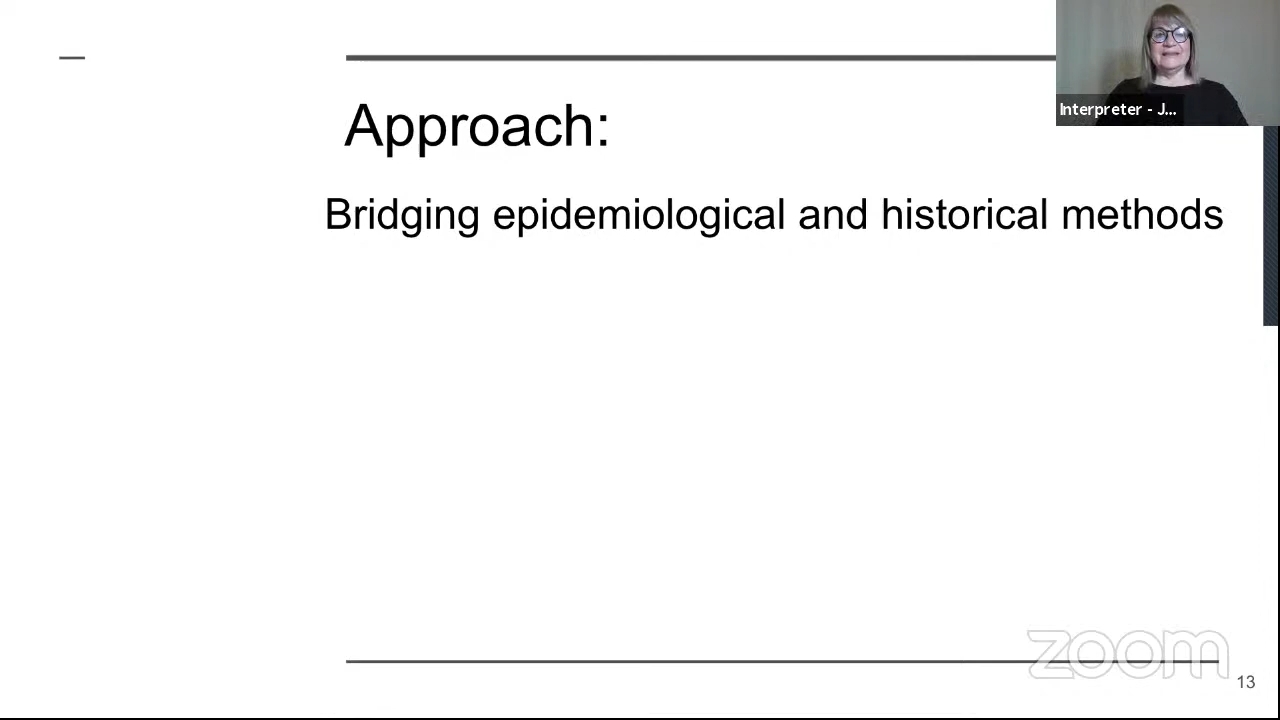 Interpreter - J...
Approach:
Bridging epidemiological and historical methods
zoom
13